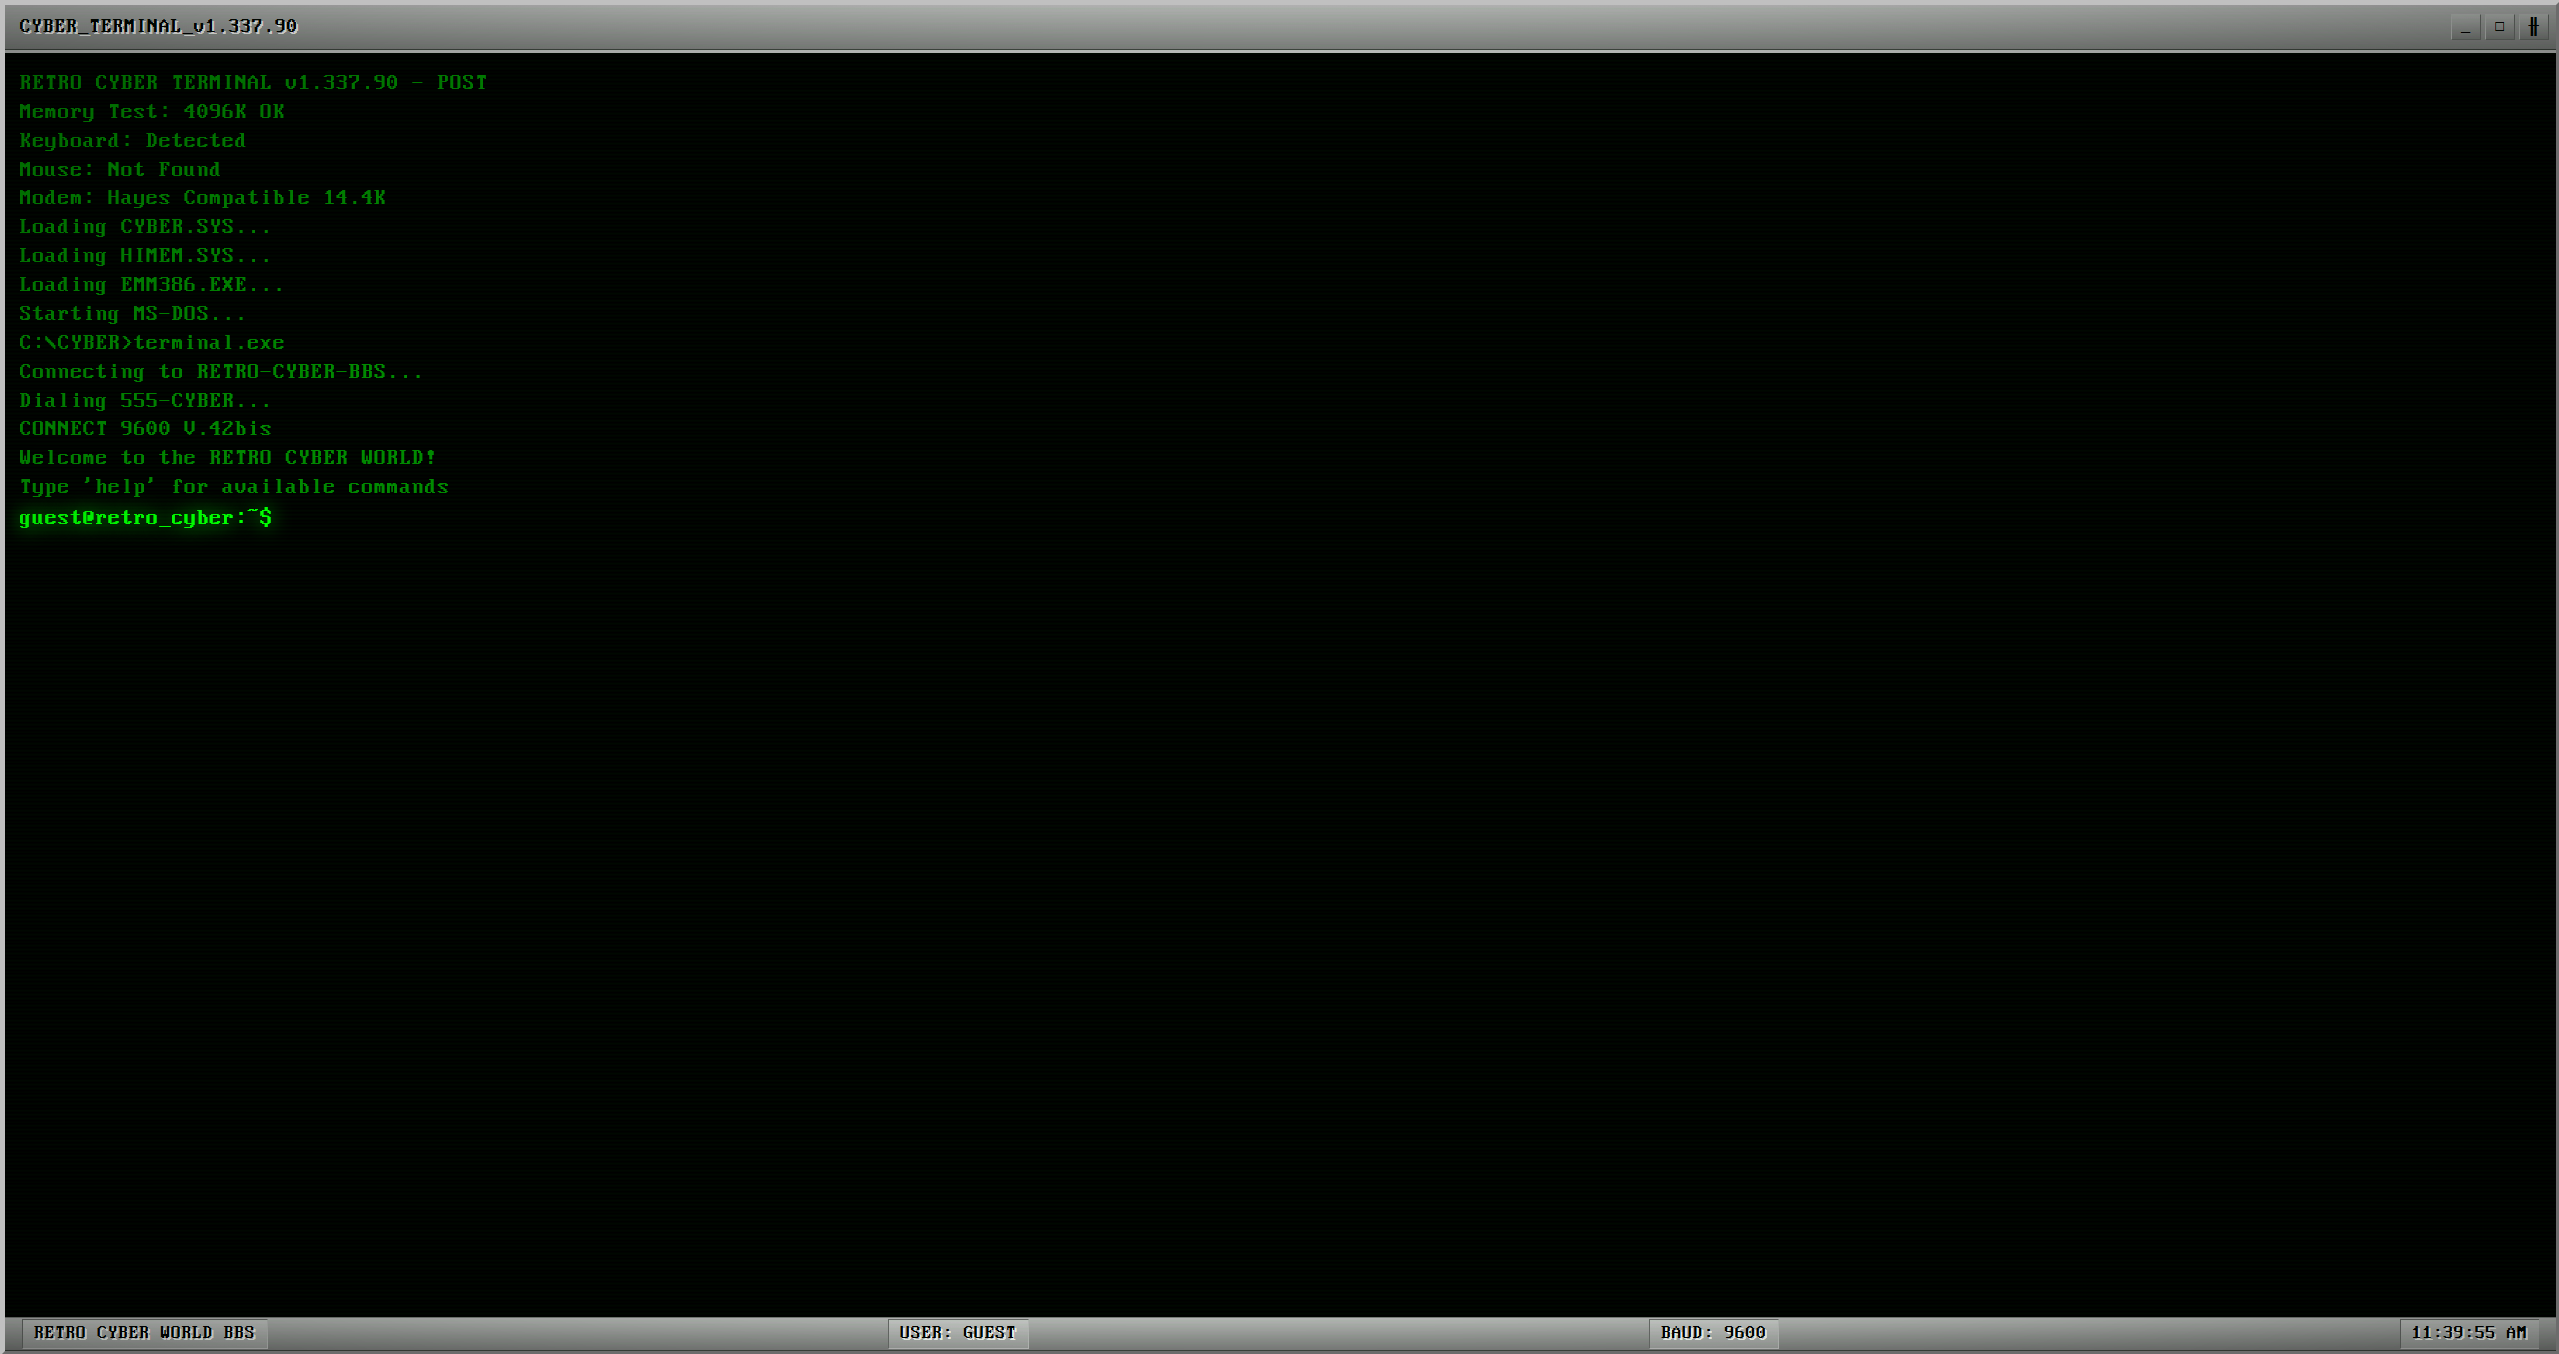 CYBER_TERMINAL_v1.337.90
RETRO CYBER TERMINAL v1.337.90 - POST
Memory Test: 4096K OK
Keyboard: Detected
Mouse: Not Found
Modem: Hayes Compatible 14.4K
Loading CYBER.SYS...
Loading HIMEM.SYS...
Loading EMM386.EXE...
Starting MS-DOS...
C:\CYBER>terminal.exe
Connecting to RETRO-CYBER-BBS...
Dialing 555-CYBER...
CONNECT 9600 V.42bis
Welcome to the RETRO CYBER WORLD!
Type 'help' for available commands
guest@retro_cyber:~$
RETRO CYBER WORLD BBS
USER: GUEST
BAUD: 9600
11:39:55 AM